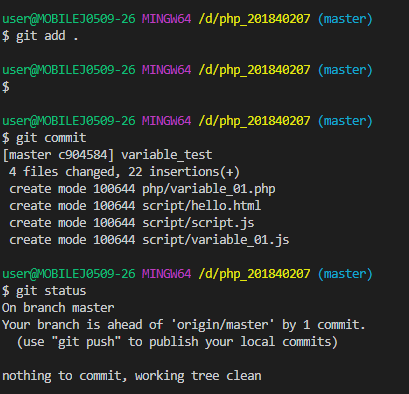 user@MOBILEJ0509-26 MINGW64 /d/php_201840207 (master)
$ git add .
user@MOBILEJ0509-26 MINGW64 /d/php_201840207 (master)
$
user@MOBILEJ0509-26 MINGW64 /d/php_201840207 (master)
$ git commit
[master c904584] variable_test
 4 files changed, 22 insertions(+)
 create mode 100644 php/variable_01.php
 create mode 100644 script/hello.html
 create mode 100644 script/script.js
 create mode 100644 script/variable_01.js
user@MOBILEJ0509-26 MINGW64 /d/php_201840207 (master)
$ git status
On branch master
Your branch is ahead of 'origin/master' by 1 commit.
  (use "git push" to publish your local commits)
nothing to commit, working tree clean